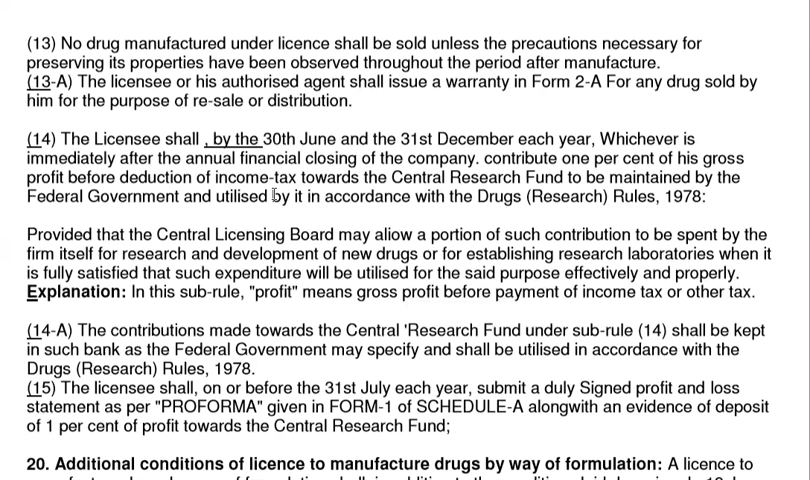 (13) No drug manufactured under licence shall be sold unless the precautions necessary for
preserving its properties have been observed throughout the period after manufacture.
(13-A) The licensee or his authorised agent shall issue a warranty in Form 2-A For any drug sold by
him for the purpose of re-sale or distribution.
(14) The Licensee shall , by the 30th June and the 31st December each year, Whichever is
immediately after the annual financial closing of the company. contribute one per cent of his gross
profit before deduction of income-tax towards the Central Research Fund to be maintained by the
Federal Government and utilised by it in accordance with the Drugs (Research) Rules, 1978:
Provided that the Central Licensing Board may aliow a portion of such contribution to be spent by the
firm itself for research and development of new drugs or for establishing research laboratories when it
is fully satisfied that such expenditure will be utilised for the said purpose effectively and properly.
Explanation: In this sub-rule, "profit" means gross profit before payment of income tax or other tax.
(14-A) The contributions made towards the Central 'Research Fund under sub-rule (14) shall be kept
in such bank as the Federal Government may specify and shall be utilised in accordance with the
Drugs (Research) Rules, 1978.
(15) The licensee shall, on or before the 31st July each year, submit a duly Signed profit and loss
statement as per "PROFORMA" given in FORM-1 of SCHEDULE-A alongwith an evidence of deposit
of 1 per cent of profit towards the Central Research Fund;
20. Additional conditions of licence to manufacture drugs by way of formulation: A licence to